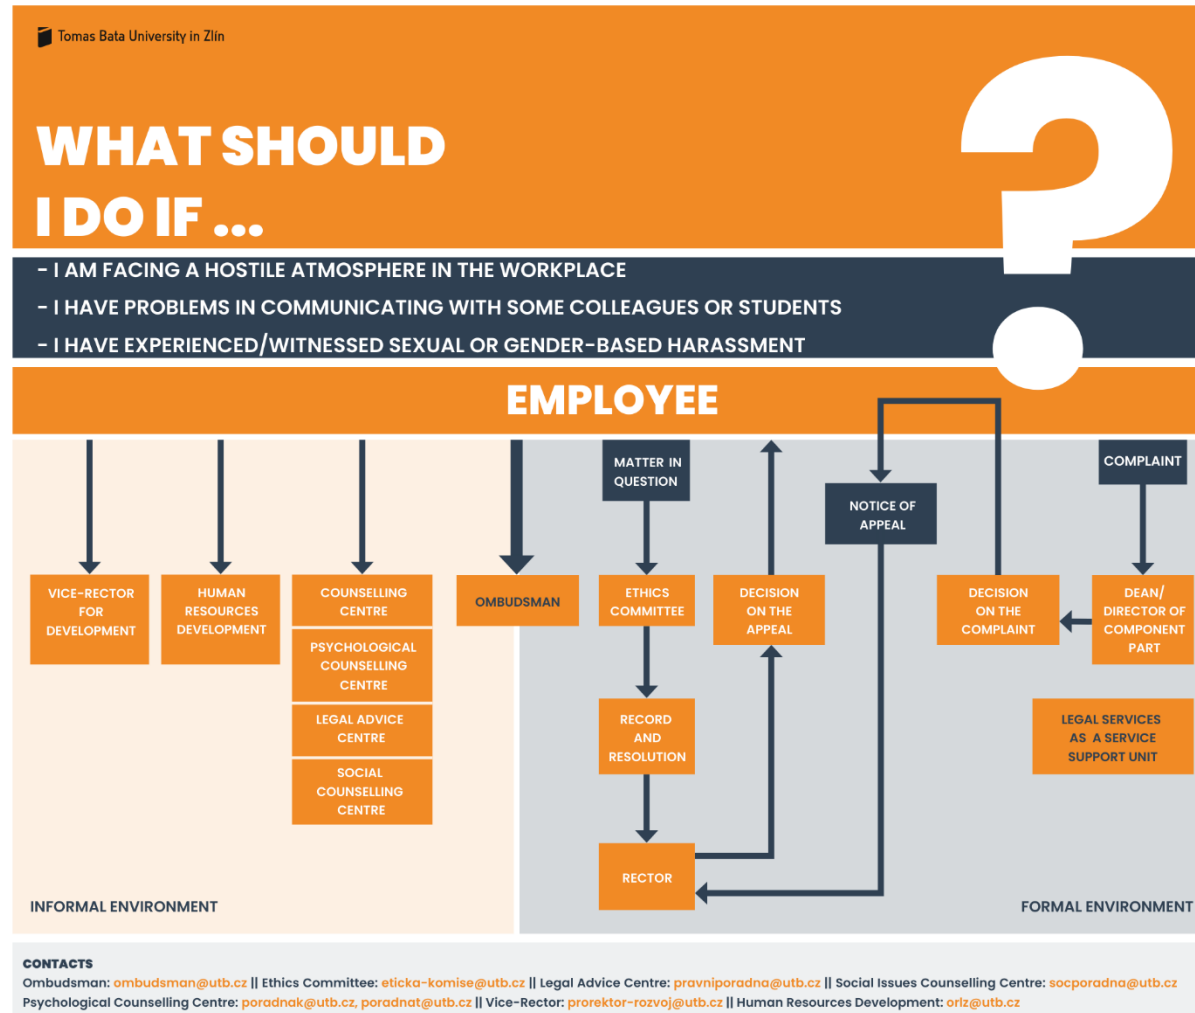 Tomas Bata University in Zlín
WHAT SHOULD
I DO IF ...
?
- I AM FACING A HOSTILE ATMOSPHERE IN THE WORKPLACE
- I HAVE PROBLEMS IN COMMUNICATING WITH SOME COLLEAGUES OR STUDENTS
- I HAVE EXPERIENCED/WITNESSED SEXUAL OR GENDER-BASED HARASSMENT
EMPLOYEE
VICE-RECTOR
FOR
DEVELOPMENT
HUMAN
RESOURCES
DEVELOPMENT
COUNSELLING
CENTRE
PSYCHOLOGICAL
COUNSELLING
CENTRE
LEGAL ADVICE
CENTRE
SOCIAL
COUNSELLING
CENTRE
OMBUDSMAN
MATTER IN
QUESTION
ETHICS
COMMITTEE
RECORD
AND
RESOLUTION
RECTOR
DECISION
ON THE
APPEAL
NOTICE OF
APPEAL
COMPLAINT
DECISION
ON THE
COMPLAINT
DEAN/
DIRECTOR OF
COMPONENT
PART
LEGAL SERVICES
AS A SERVICE
SUPPORT UNIT
INFORMAL ENVIRONMENT
FORMAL ENVIRONMENT
CONTACTS
Ombudsman: ombudsman@utb.cz || Ethics Committee: eticka-komise@utb.cz || Legal Advice Centre: pravniporadna@utb.cz || Social Issues Counselling Centre: socporadna@utb.cz
Psychological Counselling Centre: poradnak@utb.cz, poradnat@utb.cz || Vice-Rector: prorektor-rozvoj@utb.cz || Human Resources Development: orlz@utb.cz